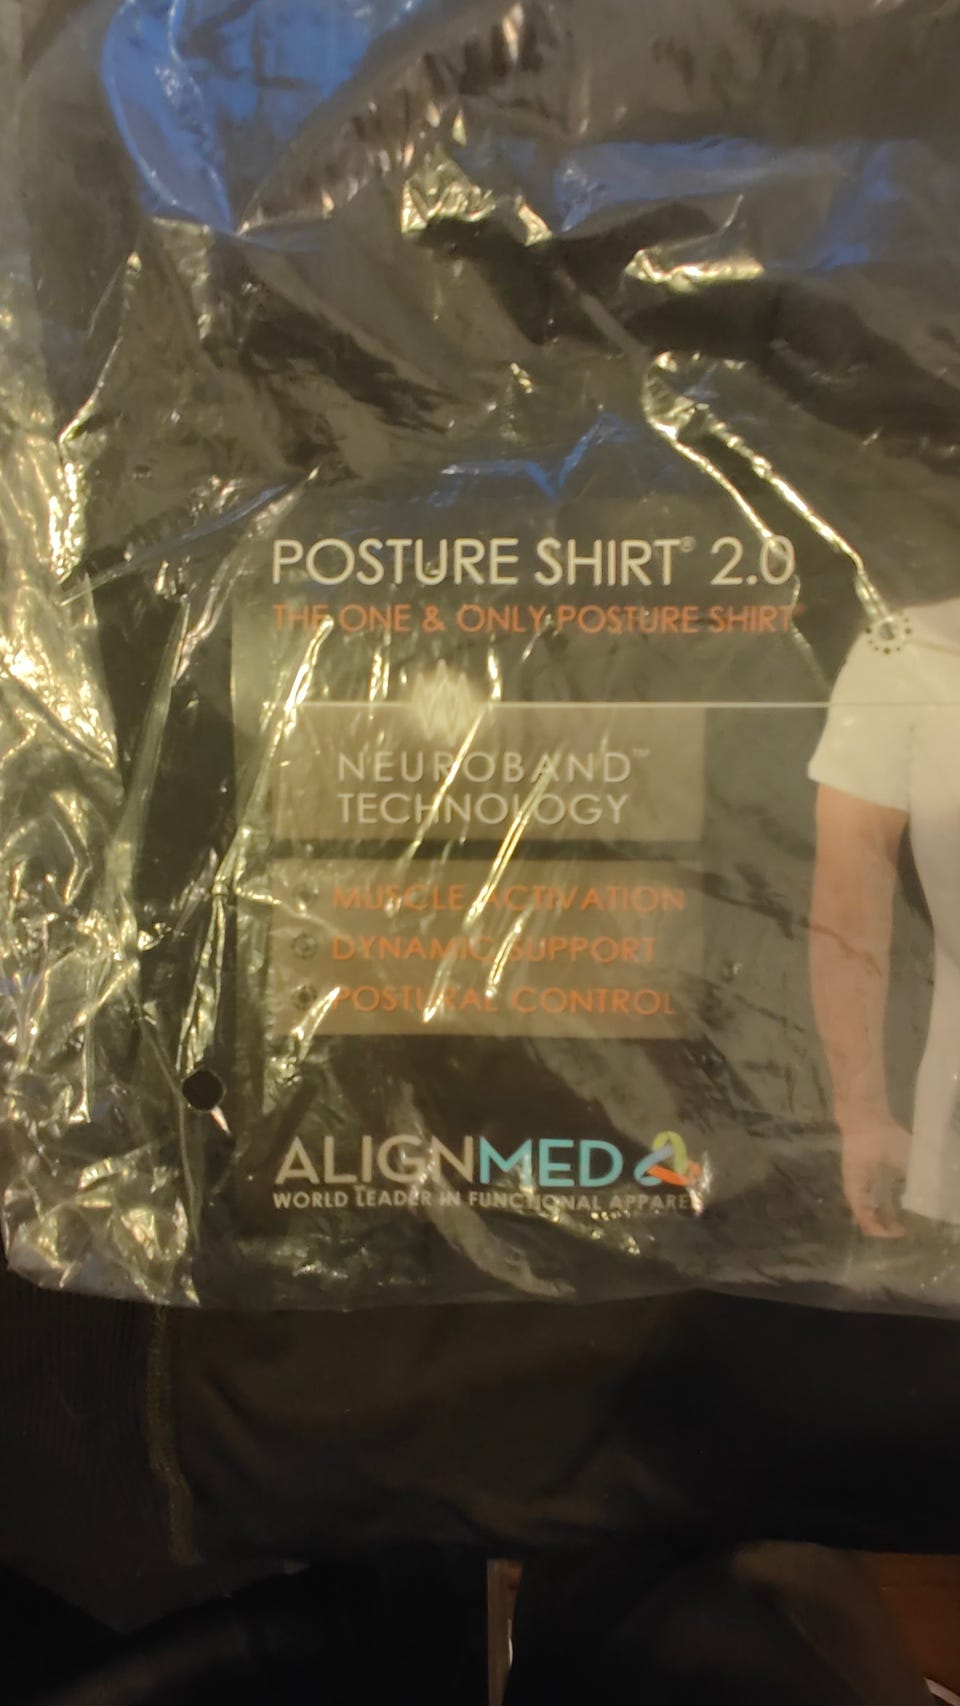 POSTURE SHIRT® 2.0
THE ONE & ONLY POSTURE SHIRT®
NEUROBAND™
TECHNOLOGY
MUSCLE ACTIVATION
DYNAMIC SUPPORT
POSTURAL CONTROL
ALIGNMED
WORLD LEADER IN FUNCTIONAL APPAREL